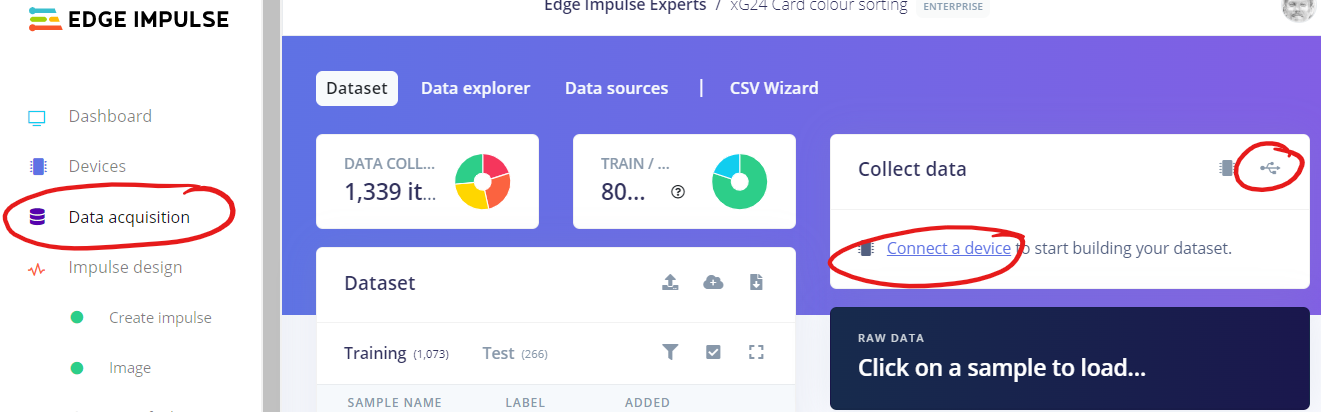 EDGE IMPULSE
Edge Impulse Experts / xG24 Card colour sorting ENTERPRISE
Dashboard
Devices
Data acquisition
Impulse design
Create impulse
Image
Dataset Data explorer Data sources | CSV Wizard
DATA COLL...
1,339 it...
TRAIN / ...
80... ?
Collect data
Connect a device to start building your dataset.
Dataset
Training (1,073) Test (266)
SAMPLE NAME LABEL ADDED
RAW DATA
Click on a sample to load...